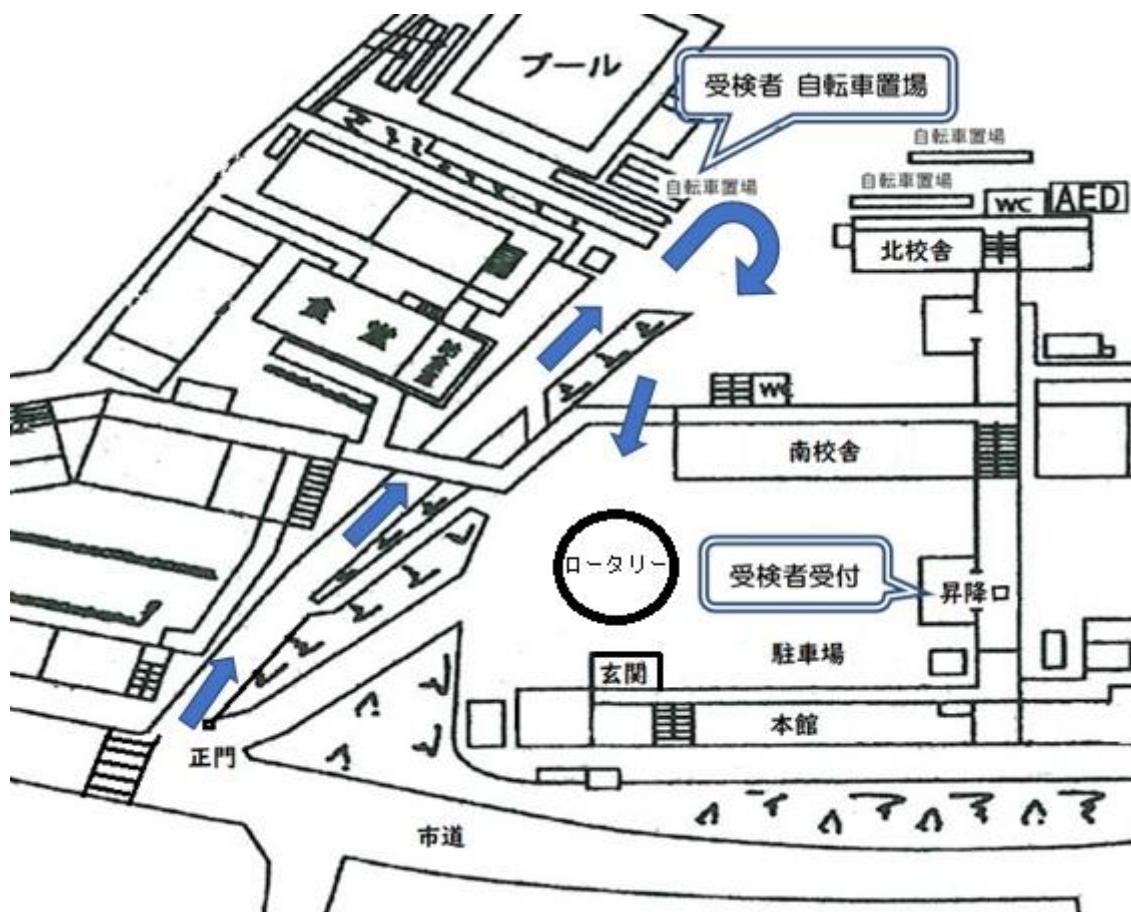 プール
受検者 自転車置場
自転車置場
自転車置場
自転車置場
WC
AED
北校舎
食堂
WC
南校舎
ロータリー
受検者受付
昇降口
駐車場
玄関
本館
正門
市道